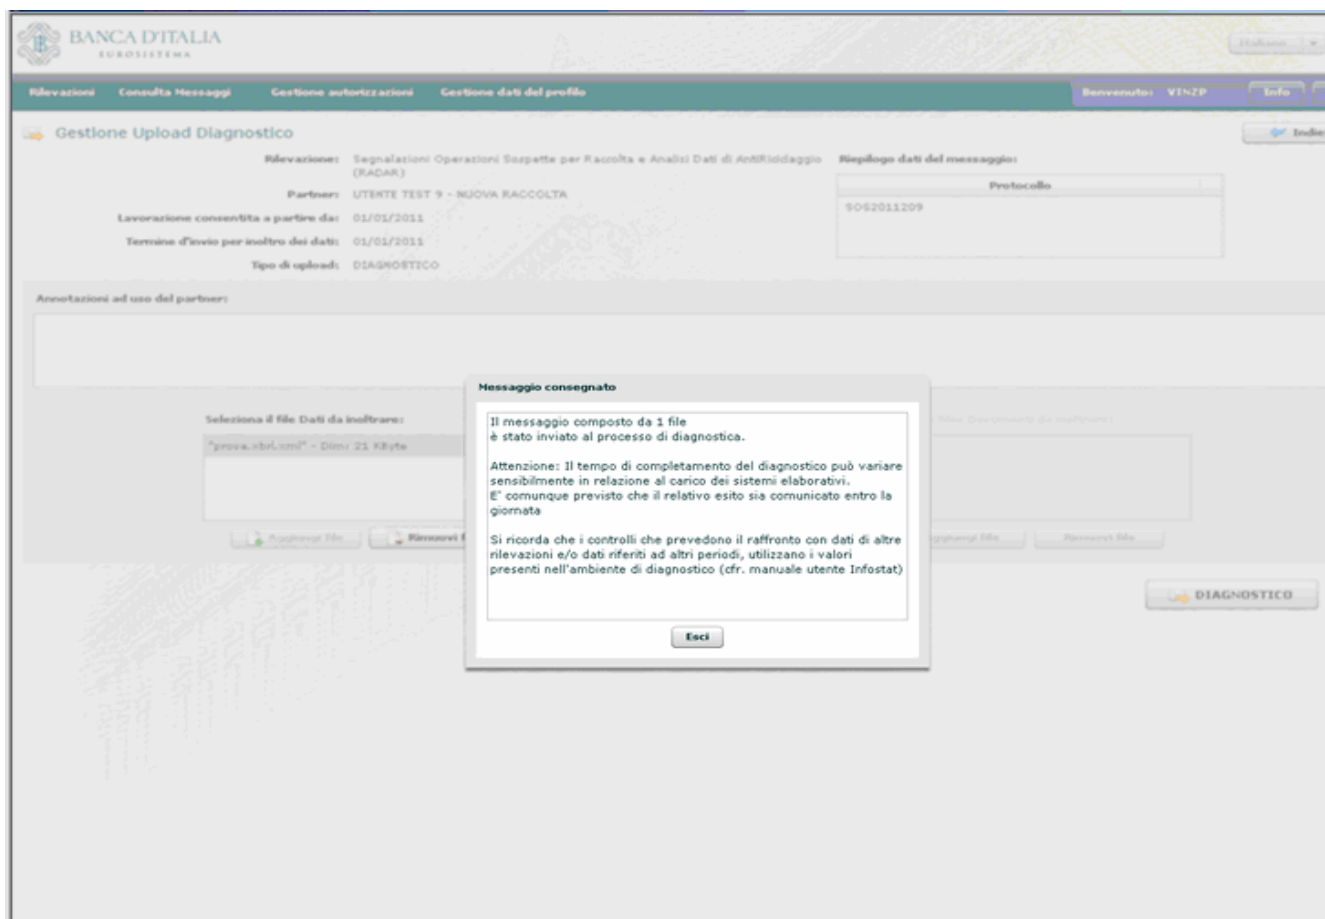 BANCA D'ITALIA
EUROSISTEMA
Italiano
Rilevazioni Consulta Messaggi Gestione autorizzazioni Gestione dati del profilo Benvenuto: VINZP Info
Gestione Upload Diagnostico
Rilevazione: Segnalazioni Operazioni Sospette per Raccolta e Analisi Dati di AntiRiciclaggio (RADAR)
Partner: UTENTE TEST 9 - NUOVA RACCOLTA
Lavorazione consentita a partire da: 01/01/2011
Termine d'invio per inoltro dei dati: 01/01/2011
Tipo di upload: DIAGNOSTICO
Indie
Riepilogo dati del messaggio:
Protocollo
SOS2011209
Annotazioni ad uso del partner:
Seleziona il file Dati da inoltrare:
"prova.xbrl.xml" - Dim: 21 KByte
Aggiungi file Rimuovi f
Messaggio consegnato
Il messaggio composto da 1 file
è stato inviato al processo di diagnostica.
Attenzione: Il tempo di completamento del diagnostico può variare
sensibilmente in relazione al carico dei sistemi elaborativi.
E' comunque previsto che il relativo esito sia comunicato entro la
giornata
Si ricorda che i controlli che prevedono il raffronto con dati di altre
rilevazioni e/o dati riferiti ad altri periodi, utilizzano i valori
presenti nell'ambiente di diagnostico (cfr. manuale utente Infostat)
Esci
ggiungi file Rimuovi file
DIAGNOSTICO